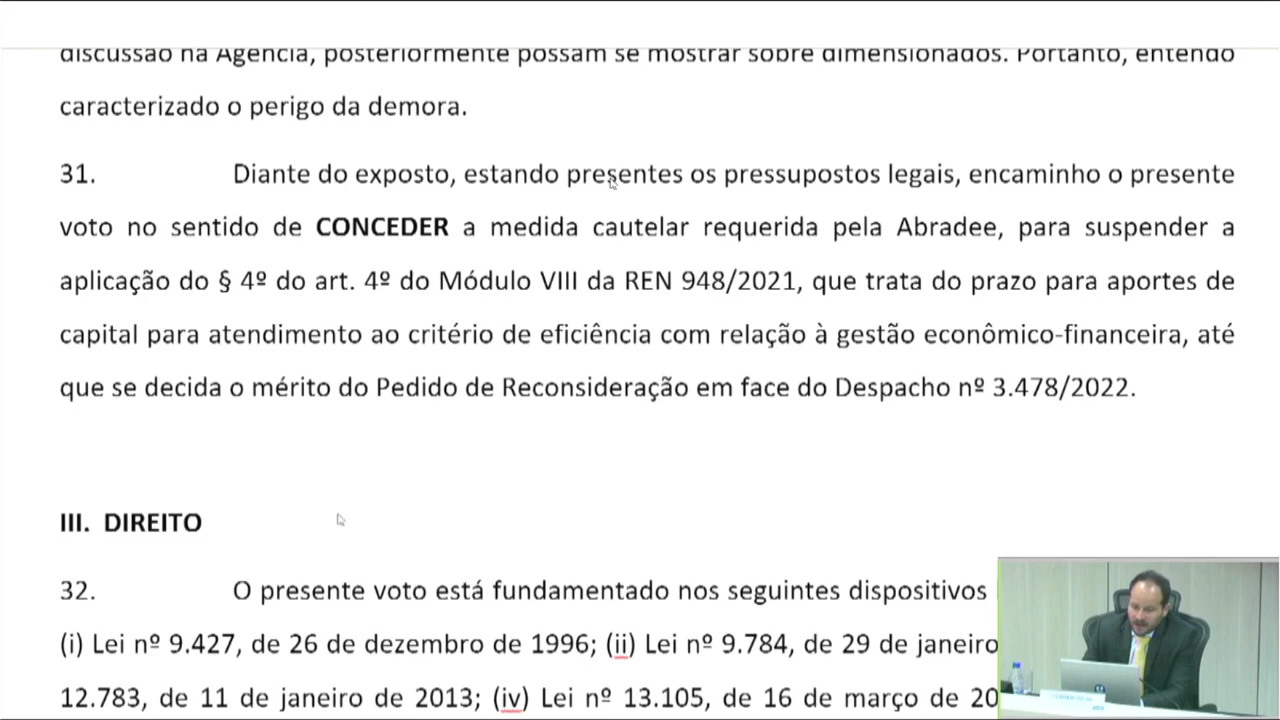 discussão na Agência, posteriormente possam se mostrar sobre dimensionados. Portanto, entendo
caracterizado o perigo da demora.
31. Diante do exposto, estando presentes os pressupostos legais, encaminho o presente
voto no sentido de CONCEDER a medida cautelar requerida pela Abradee, para suspender a
aplicação do § 4º do art. 4º do Módulo VIII da REN 948/2021, que trata do prazo para aportes de
capital para atendimento ao critério de eficiência com relação à gestão econômico-financeira, até
que se decida o mérito do Pedido de Reconsideração em face do Despacho nº 3.478/2022.
III. DIREITO
32. O presente voto está fundamentado nos seguintes dispositivos
(i) Lei nº 9.427, de 26 de dezembro de 1996; (ii) Lei nº 9.784, de 29 de janeiro
12.783, de 11 de janeiro de 2013; (iv) Lei nº 13.105, de 16 de março de 20